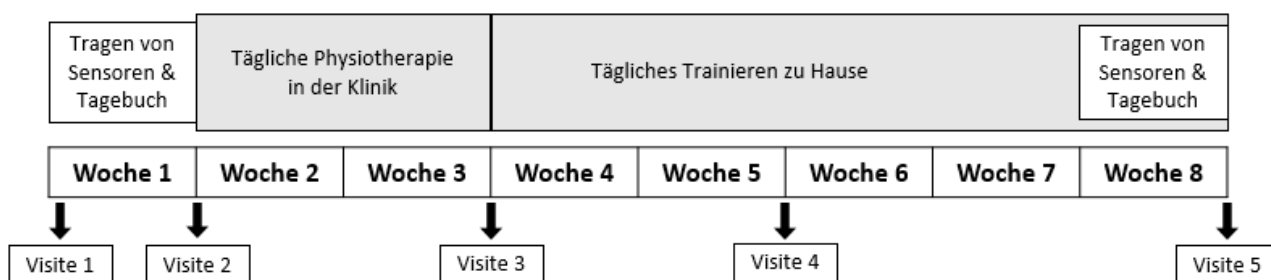 Tragen von
Sensoren &
Tagebuch
Tägliche Physiotherapie
in der Klinik
Tägliches Trainieren zu Hause
Tragen von
Sensoren &
Tagebuch
Woche 1 Woche 2 Woche 3 Woche 4 Woche 5 Woche 6 Woche 7 Woche 8
Visite 1 Visite 2 Visite 3 Visite 4 Visite 5